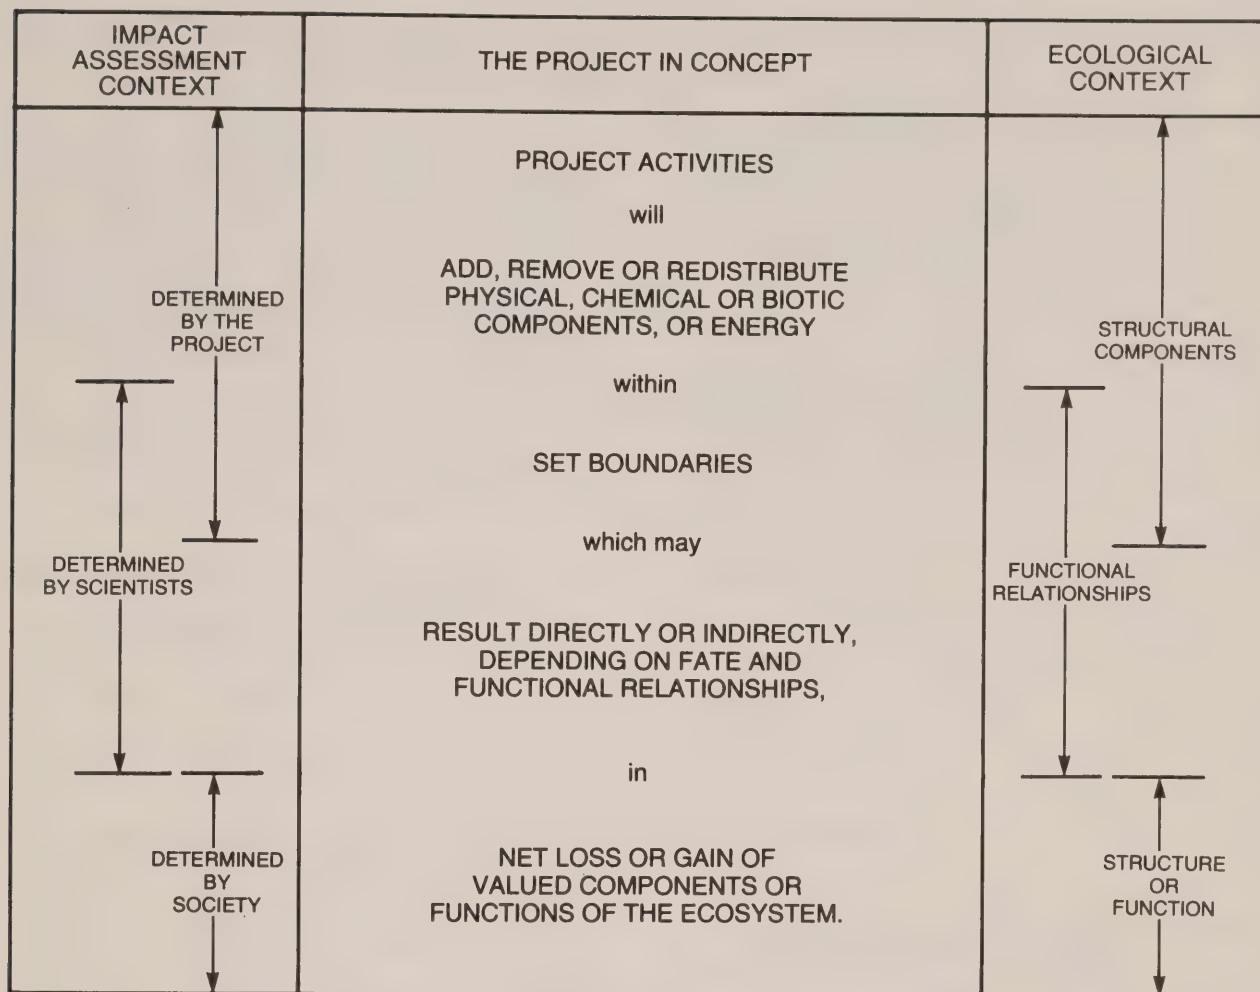 IMPACT
ASSESSMENT
CONTEXT
THE PROJECT IN CONCEPT
ECOLOGICAL
CONTEXT
DETERMINED
BY THE
PROJECT
DETERMINED
BY SCIENTISTS
DETERMINED
BY
SOCIETY
PROJECT ACTIVITIES
will
ADD, REMOVE OR REDISTRIBUTE
PHYSICAL, CHEMICAL OR BIOTIC
COMPONENTS, OR ENERGY
within
SET BOUNDARIES
which may
RESULT DIRECTLY OR INDIRECTLY,
DEPENDING ON FATE AND
FUNCTIONAL RELATIONSHIPS,
in
NET LOSS OR GAIN OF
VALUED COMPONENTS OR
FUNCTIONS OF THE ECOSYSTEM.
STRUCTURAL
COMPONENTS
FUNCTIONAL
RELATIONSHIPS
STRUCTURE
OR
FUNCTION